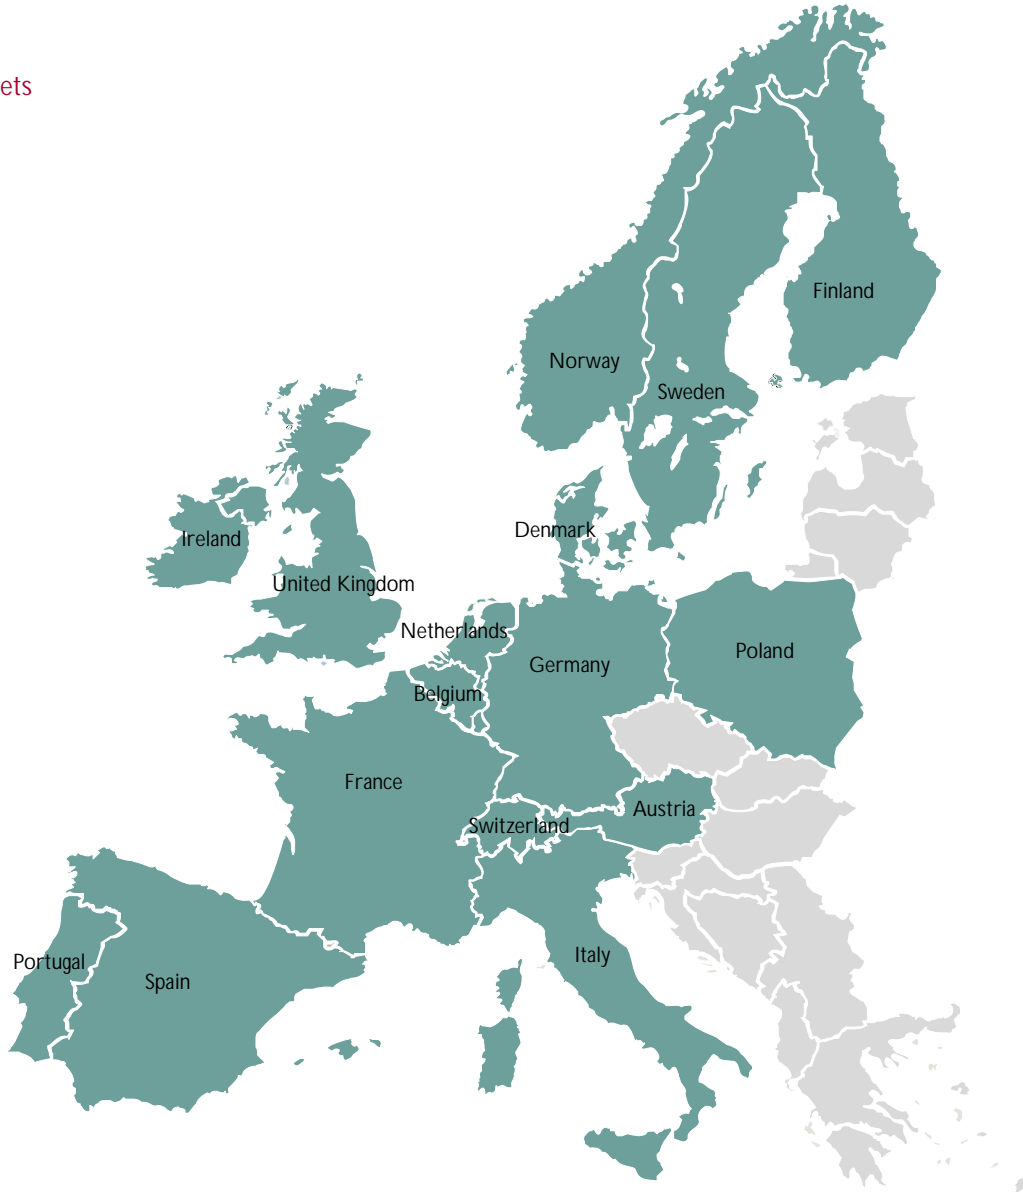 ets
Finland
Norway
Sweden
Denmark
Ireland
United Kingdom
Netherlands
Poland
Germany
Belgium
France
Austria
Switzerland
Italy
Portugal
Spain